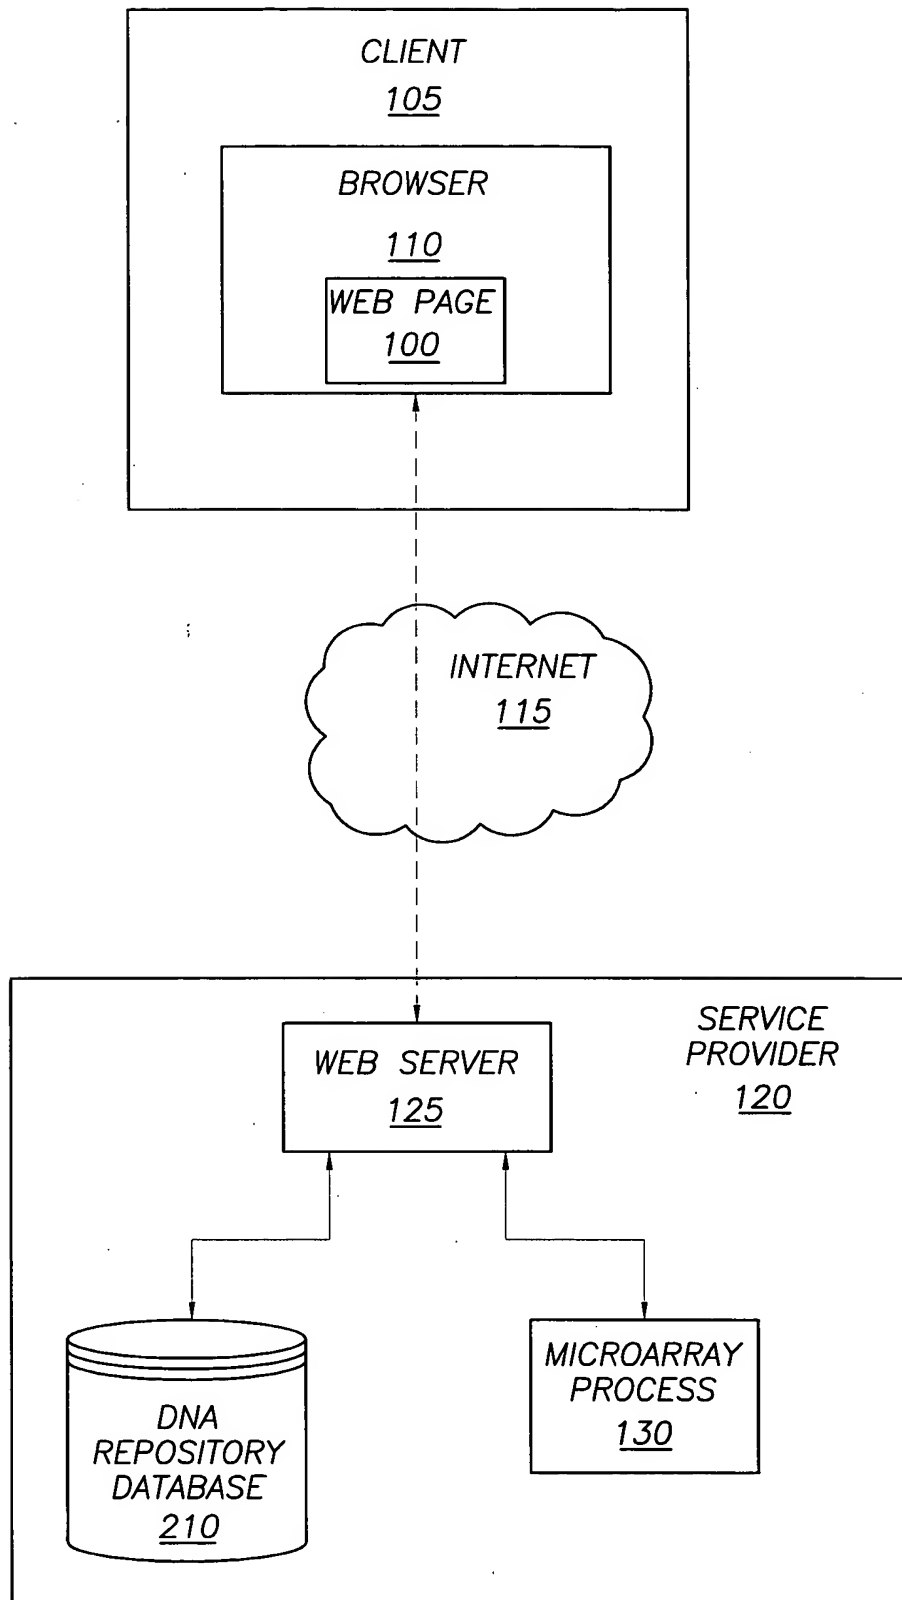 CLIENT
105
BROWSER
110
WEB PAGE
100
INTERNET
115
SERVICE
PROVIDER
120
WEB SERVER
125
DNA
REPOSITORY
DATABASE
210
MICROARRAY
PROCESS
130